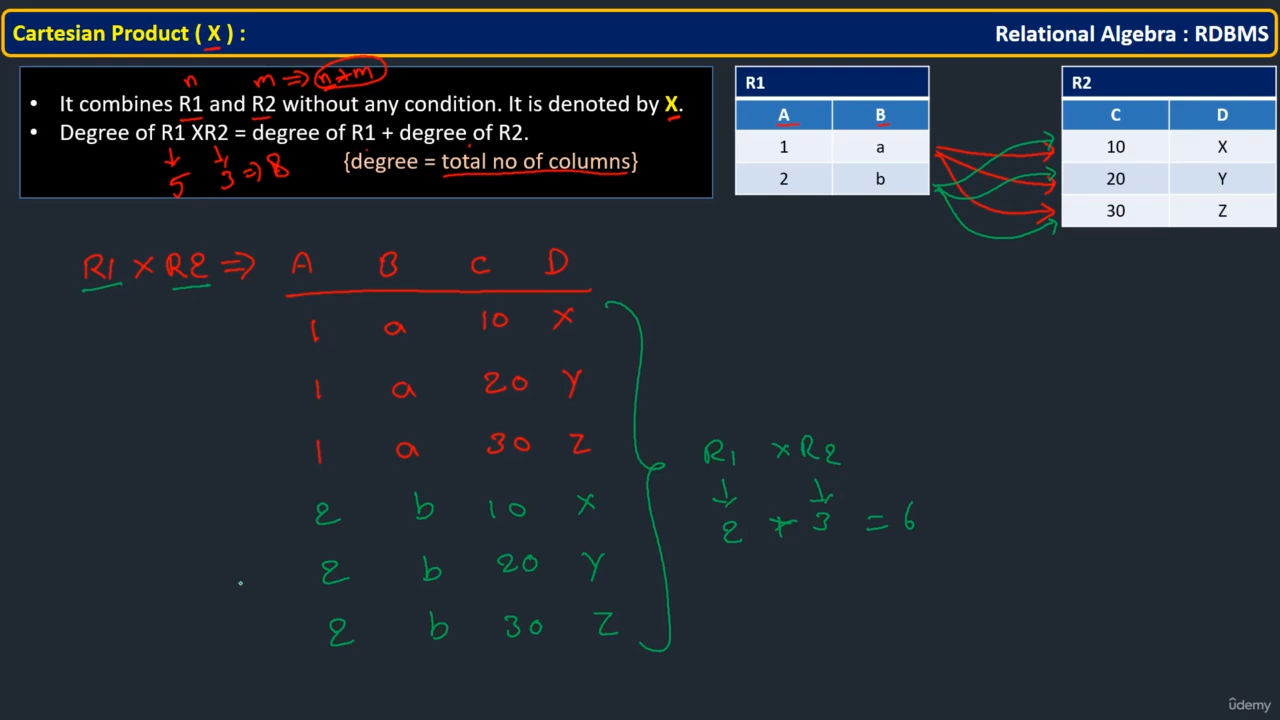 Cartesian Product ( X ) :
Relational Algebra : RDBMS
n m ⇒ n * m
• It combines R1 and R2 without any condition. It is denoted by X.
• Degree of R1 XR2 = degree of R1 + degree of R2.
{degree = total no of columns}
↓ ↓
5 3 ⇒ 8
R1
A B
1 a
2 b
R2
C D
10 X
20 Y
30 Z
R1 × R2 ⇒ A B C D
1 a 10 X
1 a 20 Y
1 a 30 Z
2 b 10 X
2 b 20 Y
2 b 30 Z
R1 × R2
↓ ↓
2 * 3 = 6
ûdemy